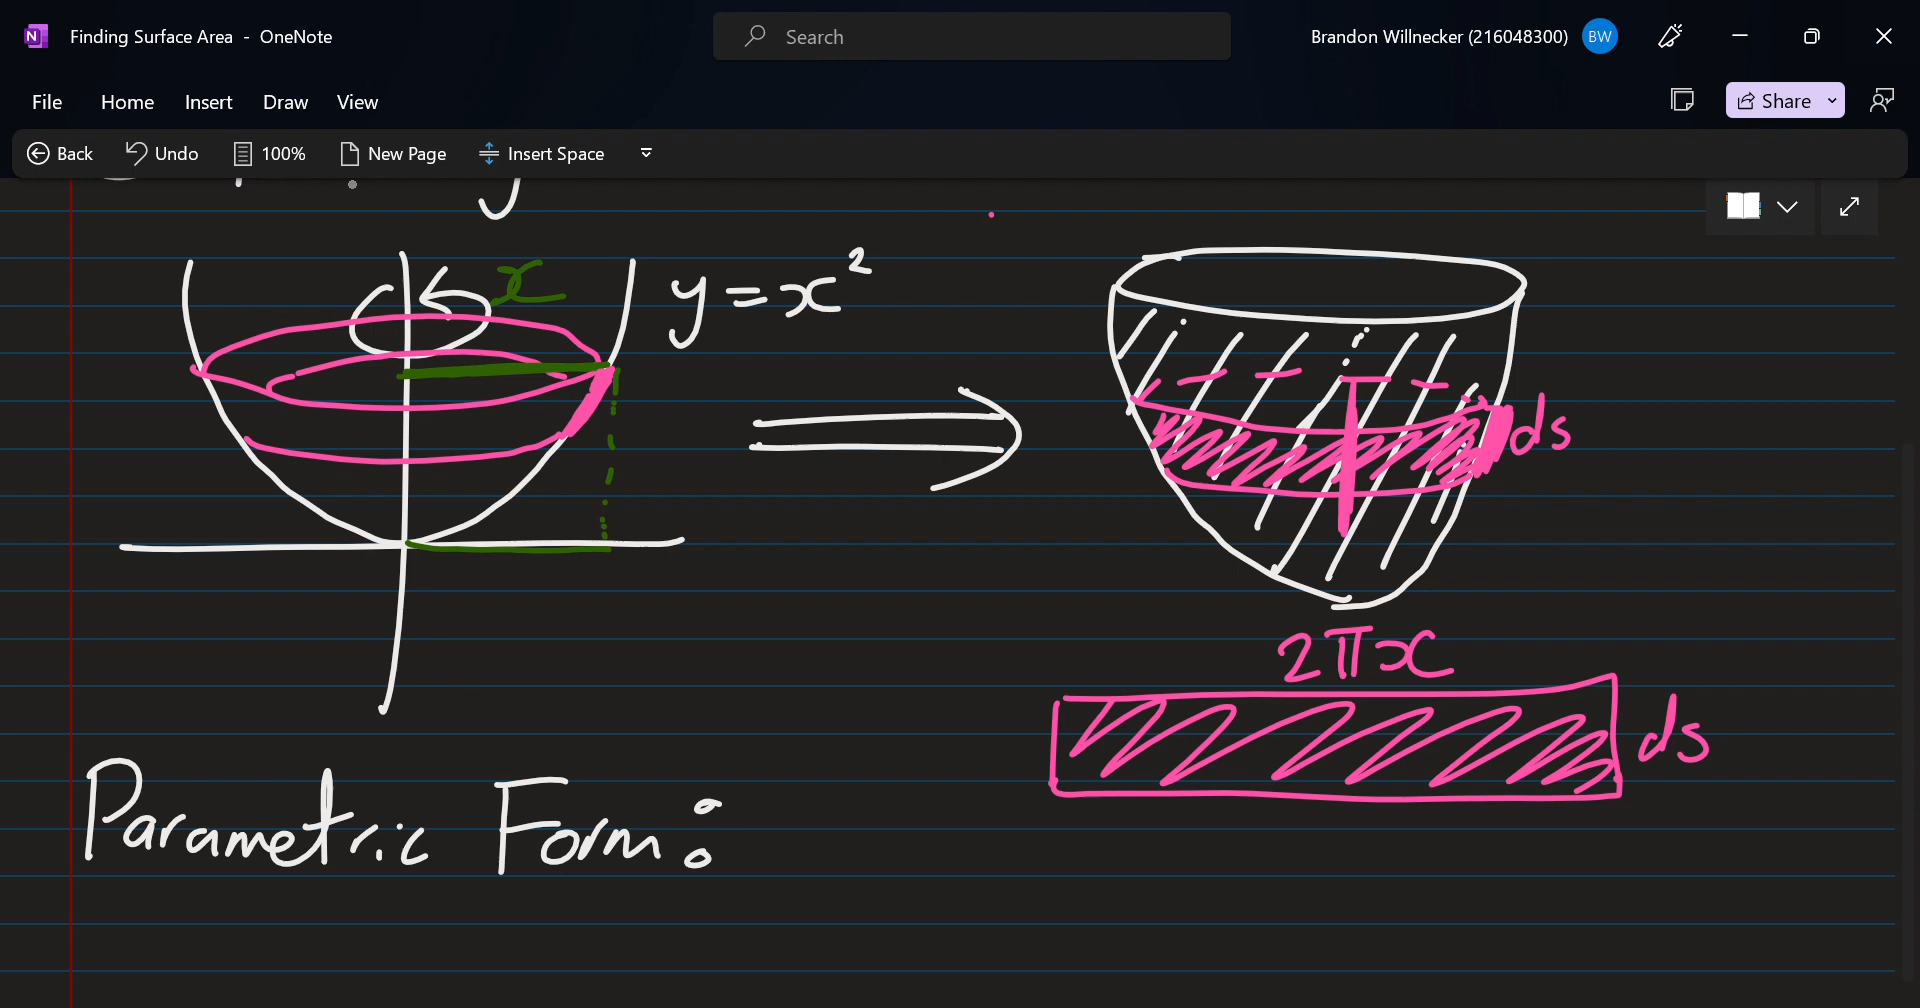 Finding Surface Area - OneNote
Search
Brandon Willnecker (216048300)
BW
File Home Insert Draw View
Share
Back Undo 100% New Page Insert Space
x
y = x²
ds
2πx
ds
Parametric Form: